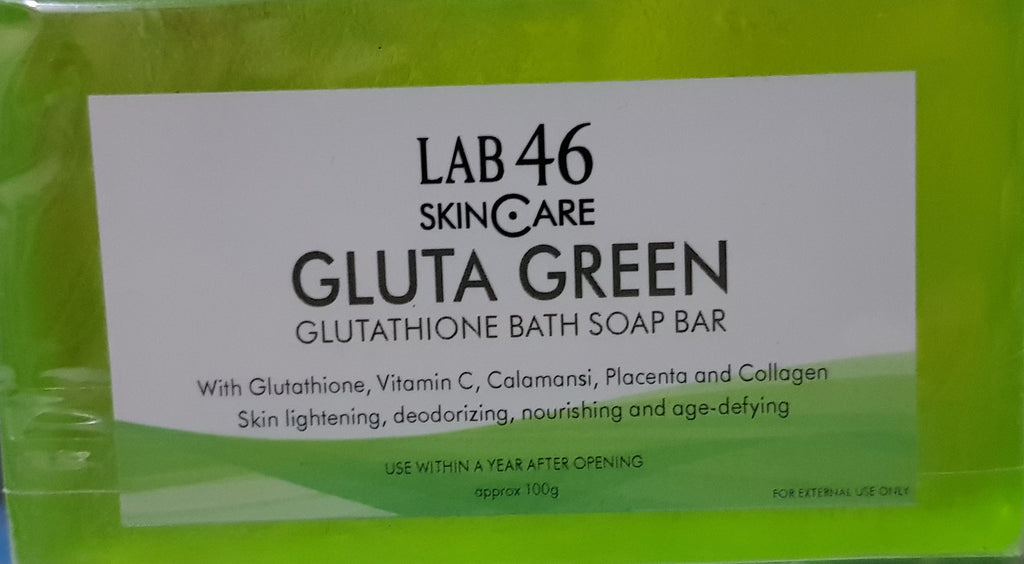 LAB 46
SKINCARE
GLUTA GREEN
GLUTATHIONE BATH SOAP BAR
With Glutathione, Vitamin C, Calamansi, Placenta and Collagen
Skin lightening, deodorizing, nourishing and age-defying
USE WITHIN A YEAR AFTER OPENING
approx 100g
FOR EXTERNAL USE ONLY